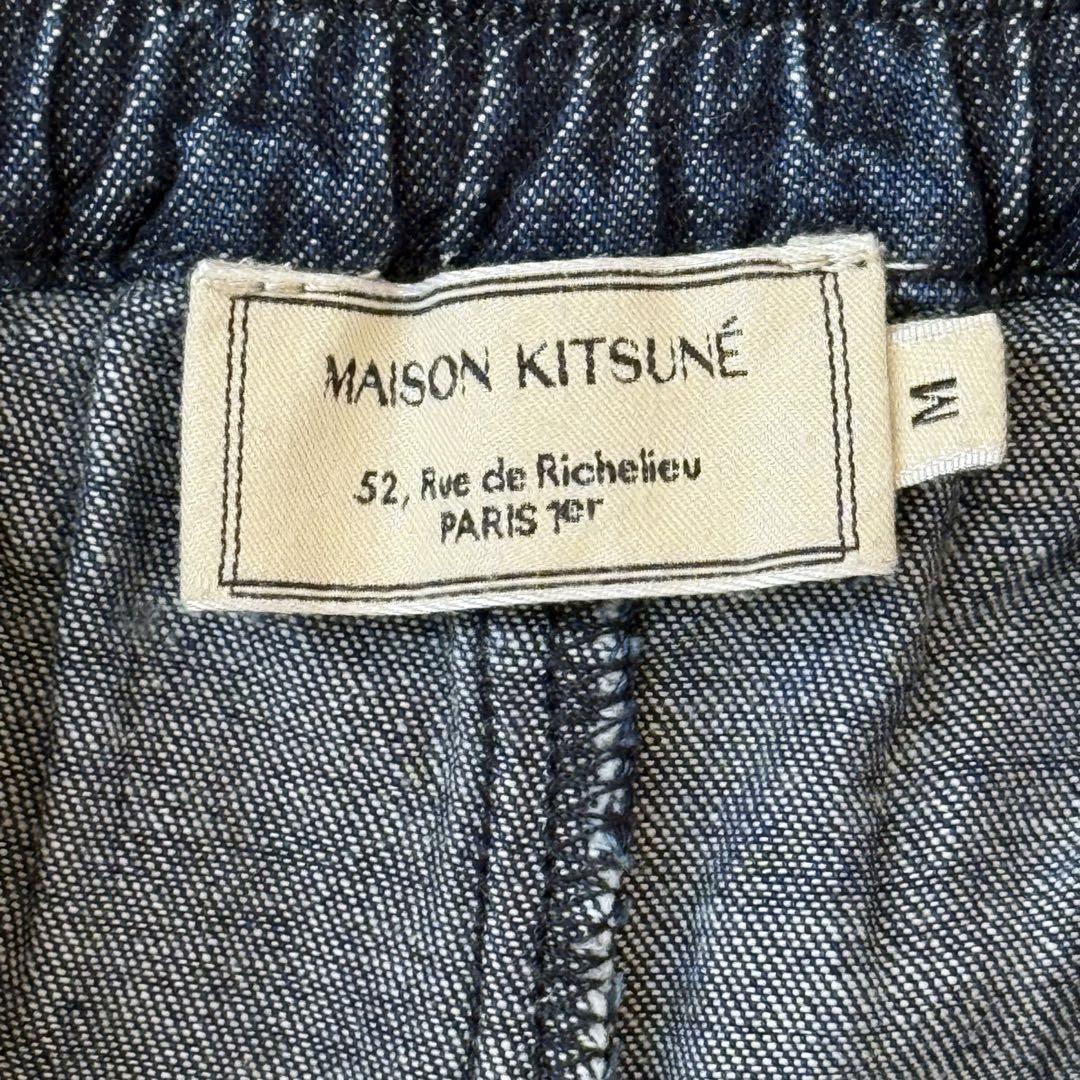 MAISON KITSUNÉ
52, Rue de Richelieu
PARIS 1er
M